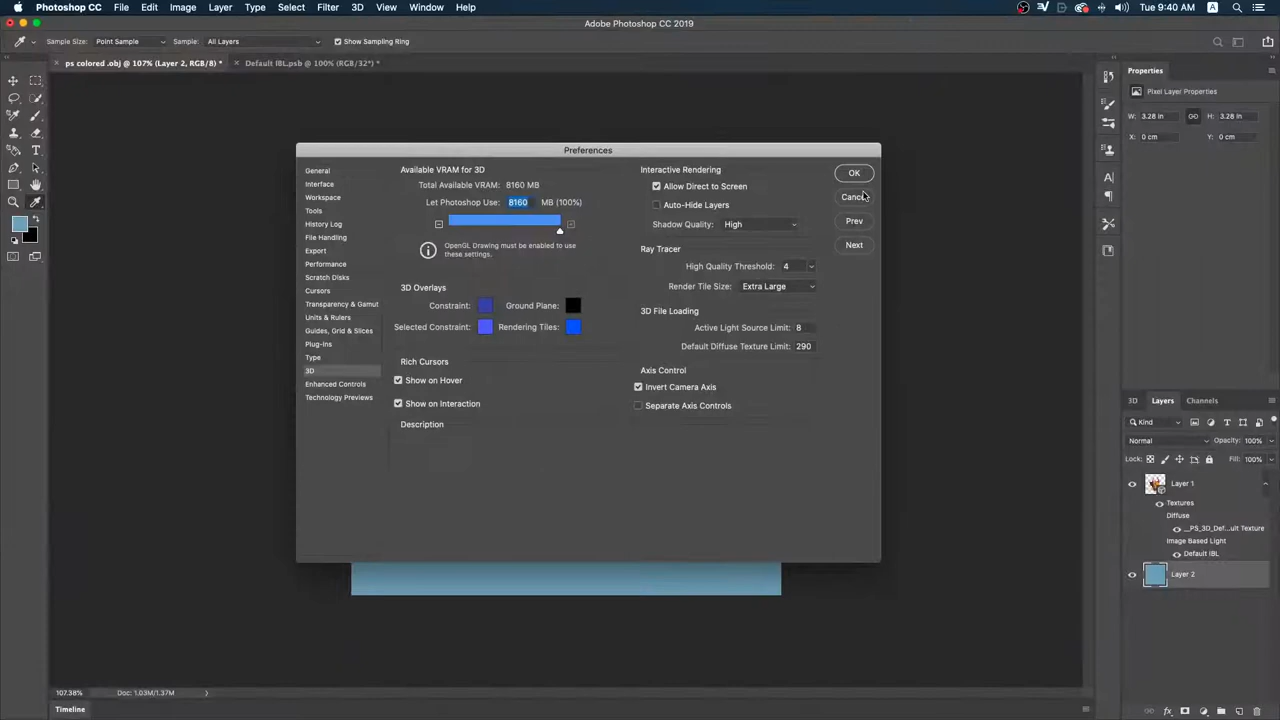 Photoshop CC File Edit Image Layer Type Select Filter 3D View Window Help Tue 9:40 AM A
Adobe Photoshop CC 2019
Sample Size: Point Sample Sample: All Layers Show Sampling Ring
ps colored .obj @ 107% (Layer 2, RGB/8) * Default IBL.psb @ 100% (RGB/32*) *
Preferences
General
Interface
Workspace
Tools
History Log
File Handling
Export
Performance
Scratch Disks
Cursors
Transparency & Gamut
Units & Rulers
Guides, Grid & Slices
Plug-Ins
Type
3D
Enhanced Controls
Technology Previews
Available VRAM for 3D
Total Available VRAM: 8160 MB
Let Photoshop Use: 8160 MB (100%)
OpenGL Drawing must be enabled to use
these settings.
3D Overlays
Constraint: Ground Plane:
Selected Constraint: Rendering Tiles:
Rich Cursors
Show on Hover
Show on Interaction
Description
Interactive Rendering
Allow Direct to Screen
Auto-Hide Layers
Shadow Quality: High
Ray Tracer
High Quality Threshold: 4
Render Tile Size: Extra Large
3D File Loading
Active Light Source Limit: 8
Default Diffuse Texture Limit: 290
Axis Control
Invert Camera Axis
Separate Axis Controls
OK
Cancel
Prev
Next
Properties
Pixel Layer Properties
W: 3.28 in H: 3.28 in
X: 0 cm Y: 0 cm
3D Layers Channels
Kind
Normal Opacity: 100%
Lock: Fill: 100%
Layer 1
Textures
Diffuse
__PS_3D_Def...ult Texture
Image Based Light
Default IBL
Layer 2
107.38% Doc: 1.03M/1.37M
Timeline